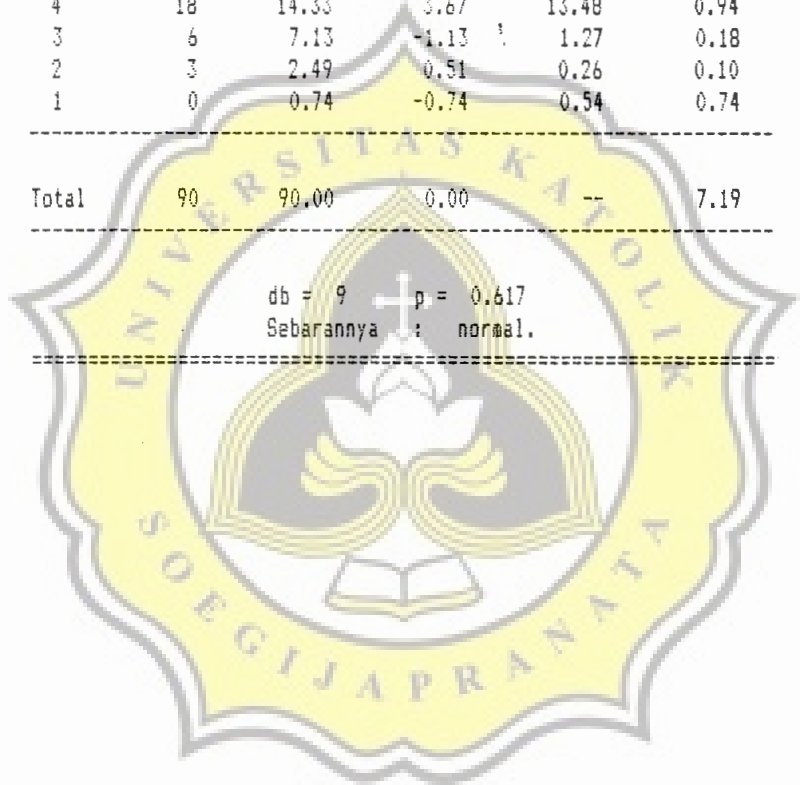 4 18 14.33 3.67 13.48 0.94
3 6 7.13 -1.13 1.27 0.18
2 3 2.49 0.51 0.26 0.10
1 0 0.74 -0.74 0.54 0.74
Total 90 90.00 0.00 -- 7.19
db = 9 p = 0.617
Sebarannya : normal.
UNIVERSITAS KATOLIK
SOEGIJAPRANATA